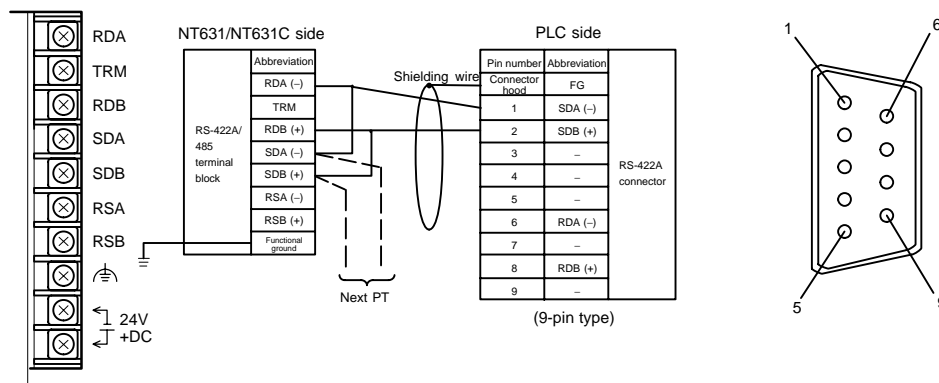 RDA
TRM
RDB
SDA
SDB
RSA
RSB
24V
+DC
NT631/NT631C side
Abbreviation
RDA (–)
TRM
RDB (+)
SDA (–)
SDB (+)
RSA (–)
RSB (+)
Functional
ground
RS-422A/
485
terminal
block
Next PT
Shielding wire
PLC side
Pin number Abbreviation
Connector
hood
FG
1 SDA (–)
2 SDB (+)
3 –
4 –
5 –
6 RDA (–)
7 –
8 RDB (+)
9 –
RS-422A
connector
(9-pin type)
1
6
5
9